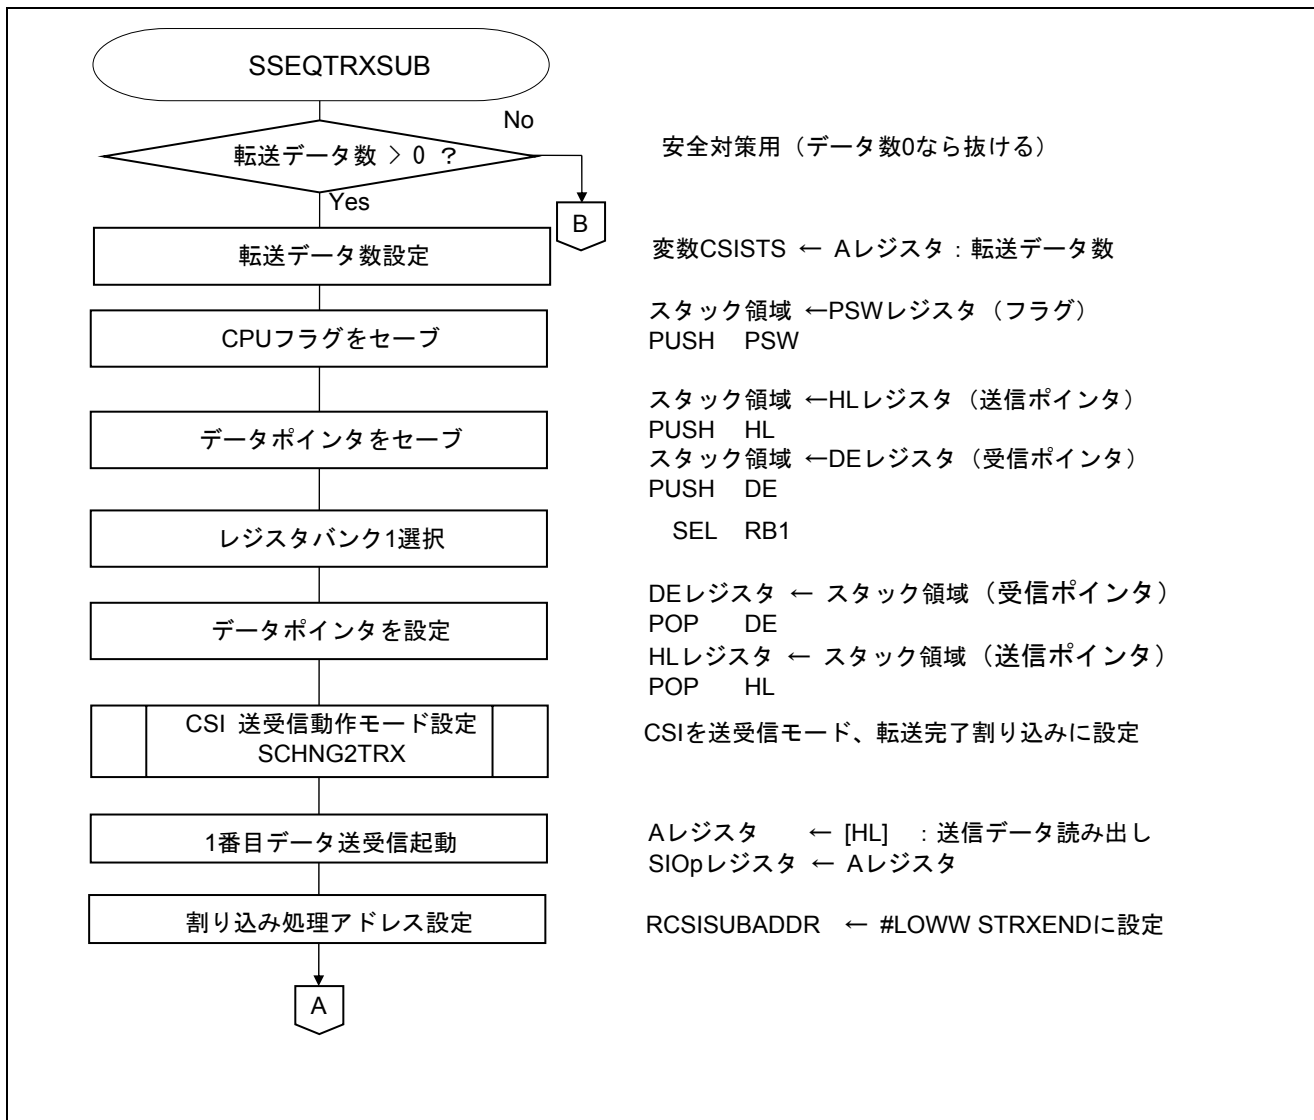 SSEQTRXSUB
No
転送データ数 > 0 ?
安全対策用（データ数0なら抜ける）
Yes
B
転送データ数設定
変数CSISTS ← Aレジスタ：転送データ数
CPUフラグをセーブ
スタック領域 ←PSWレジスタ（フラグ）
PUSH PSW
データポインタをセーブ
スタック領域 ←HLレジスタ（送信ポインタ）
PUSH HL
スタック領域 ←DEレジスタ（受信ポインタ）
PUSH DE
レジスタバンク1選択
SEL RB1
データポインタを設定
DEレジスタ ← スタック領域（受信ポインタ）
POP DE
HLレジスタ ← スタック領域（送信ポインタ）
POP HL
CSI 送受信動作モード設定
SCHNG2TRX
CSIを送受信モード、転送完了割り込みに設定
1番目データ送受信起動
Aレジスタ ← [HL] ：送信データ読み出し
SIOpレジスタ ← Aレジスタ
割り込み処理アドレス設定
RCSISUBADDR ← #LOWW STRXENDに設定
A